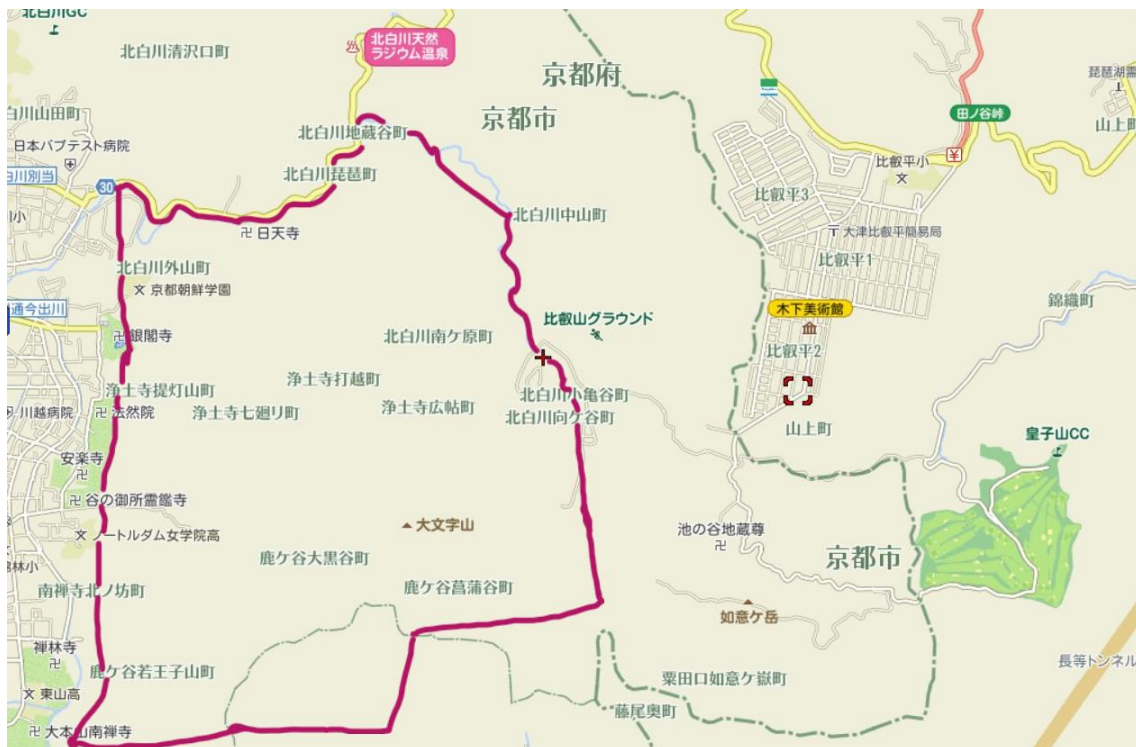 北白川GC
北白川天然
ラジウム温泉
北白川清沢口町
京都府
京都市
田ノ谷峠
山上町
白川山田町
日本バプテスト病院
北白川地蔵谷町
北白川琵琶町
比叡平小
白川別当
30
比叡平3
日天寺
北白川中山町
大津比叡平簡易局
北白川外山町
京都朝鮮学園
比叡平1
通今出川
錦織町
木下美術館
比叡山グラウンド
銀閣寺
北白川南ケ原町
比叡平2
浄土寺打越町
浄土寺提灯山町
北白川小亀谷町
川越病院
法然院
浄土寺七廻リ町
浄土寺広帖町
北白川向ケ谷町
山上町
皇子山CC
安楽寺
谷の御所霊鑑寺
大文字山
ノートルダム女学院高
池の谷地蔵尊
京都市
鹿ケ谷大黒谷町
南禅寺北ノ坊町
鹿ケ谷菖蒲谷町
如意ケ岳
禅林寺
長等トンネル
鹿ケ谷若王子山町
粟田口如意ケ嶽町
東山高
藤尾奥町
大本山南禅寺